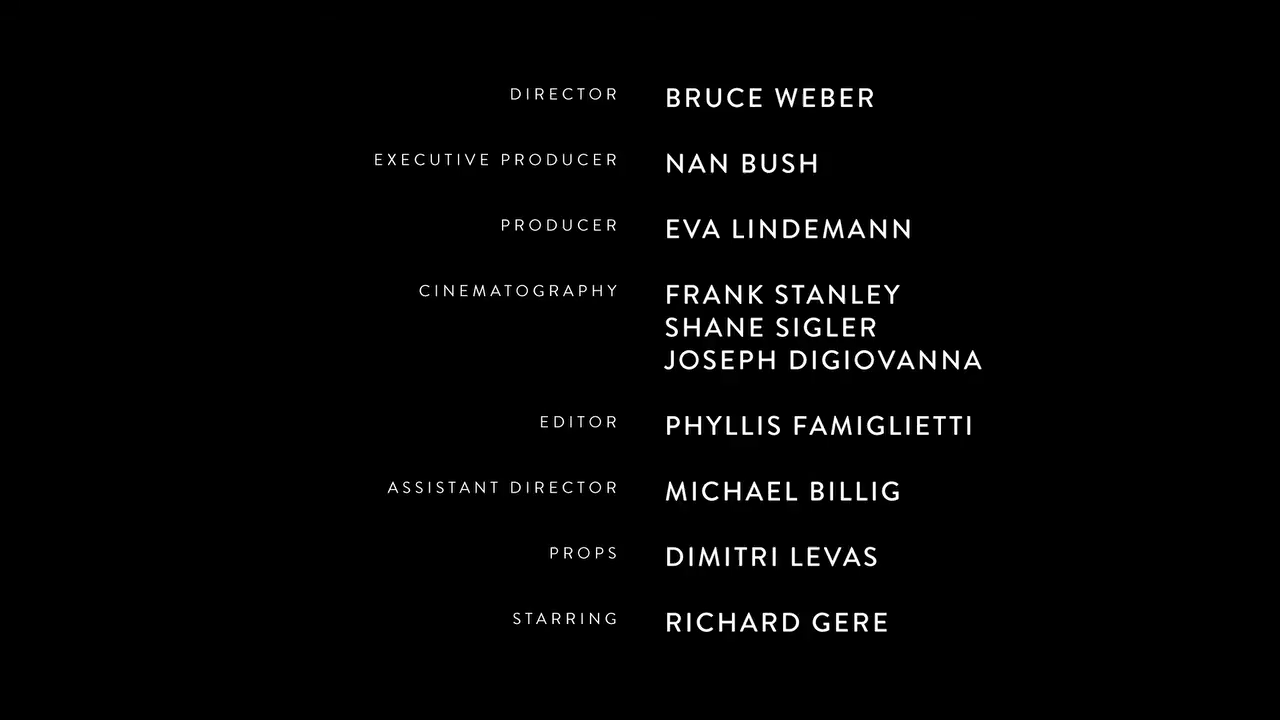 DIRECTOR BRUCE WEBER
EXECUTIVE PRODUCER NAN BUSH
PRODUCER EVA LINDEMANN
CINEMATOGRAPHY FRANK STANLEY
SHANE SIGLER
JOSEPH DIGIOVANNA
EDITOR PHYLLIS FAMIGLIETTI
ASSISTANT DIRECTOR MICHAEL BILLIG
PROPS DIMITRI LEVAS
STARRING RICHARD GERE